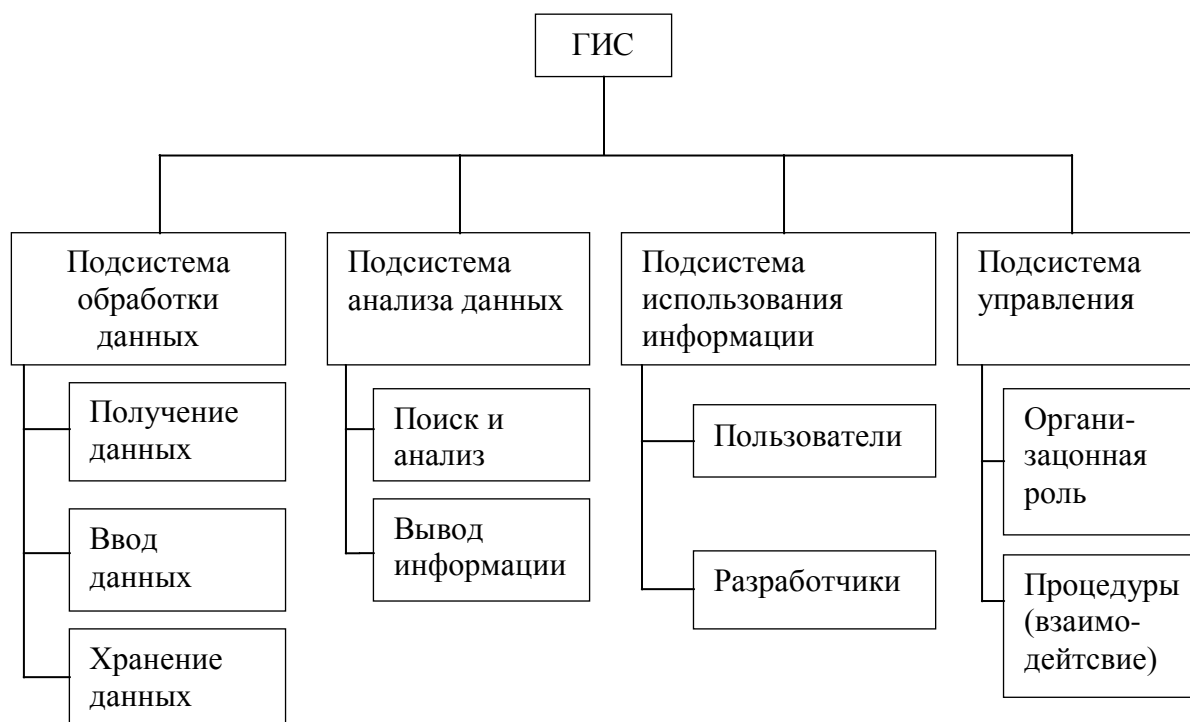 ГИС
Подсистема
обработки
данных
Получение
данных
Ввод
данных
Хранение
данных
Подсистема
анализа данных
Поиск и
анализ
Вывод
информации
Подсистема
использования
информации
Пользователи
Разработчики
Подсистема
управления
Органи-
зацонная
роль
Процедуры
(взаимо-
дейтсвие)